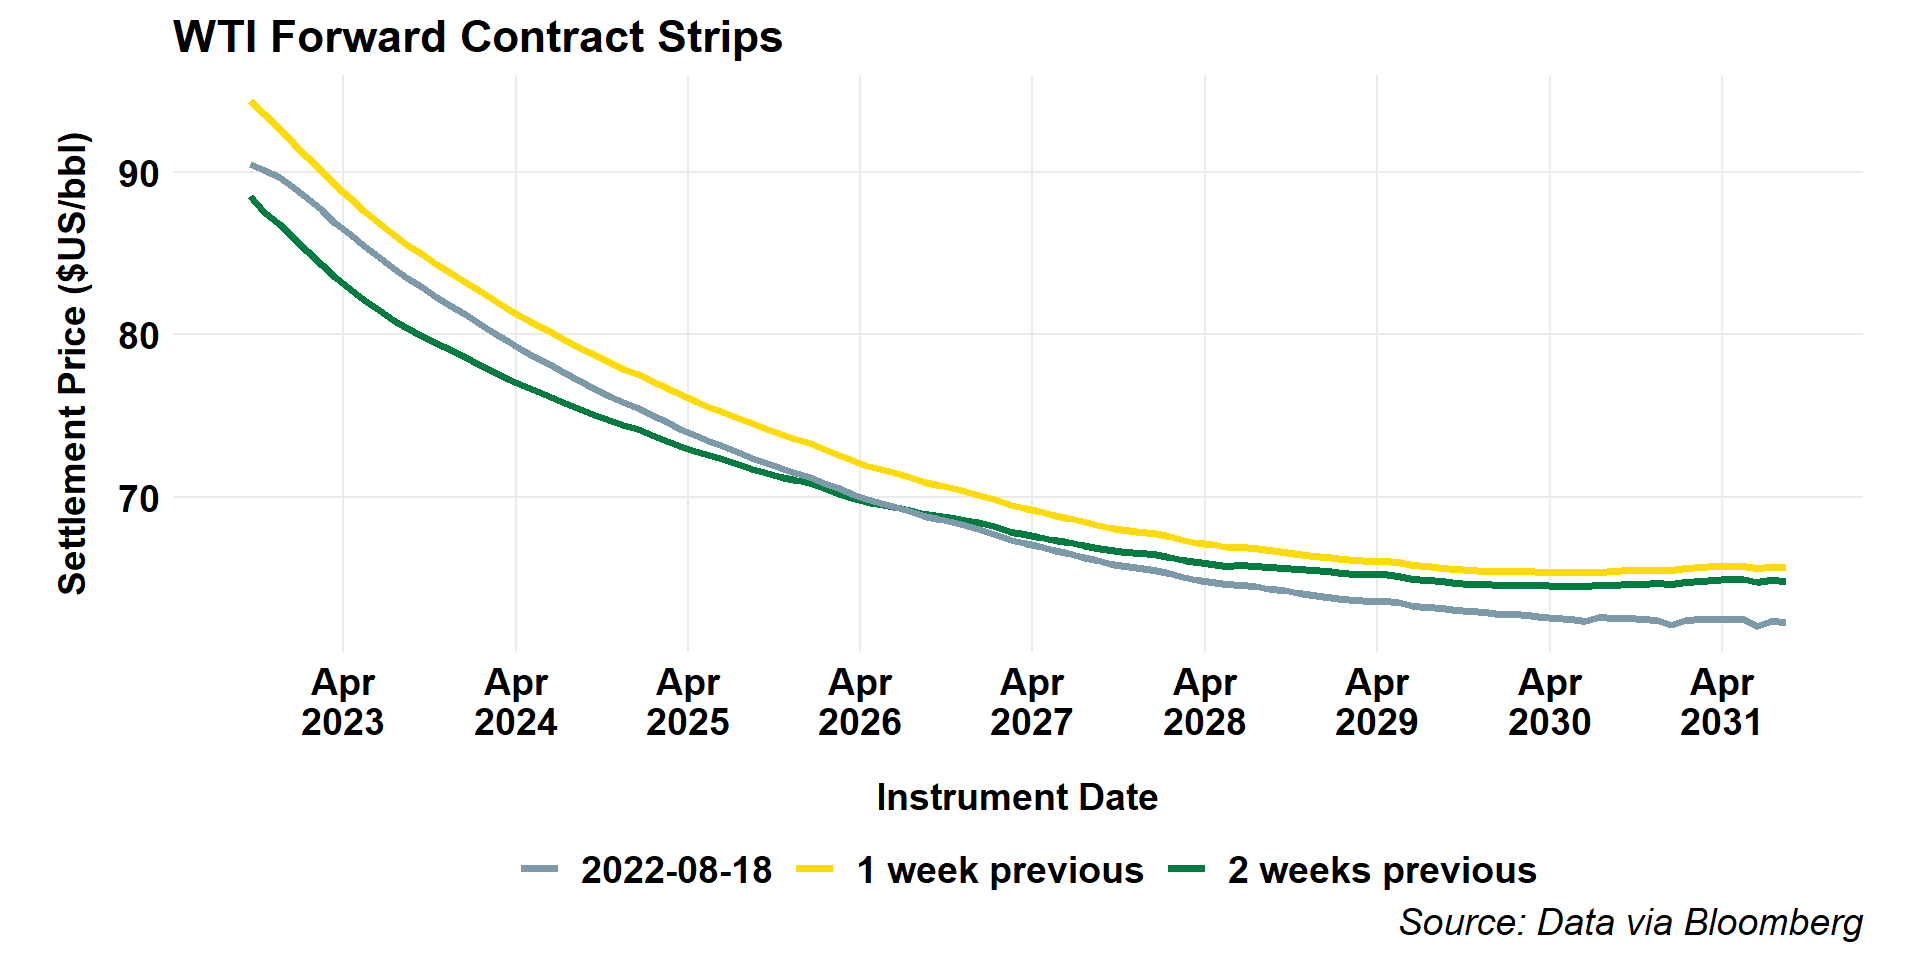 WTI Forward Contract Strips
Settlement Price ($US/bbl)
90
80
70
Apr 2023
Apr 2024
Apr 2025
Apr 2026
Apr 2027
Apr 2028
Apr 2029
Apr 2030
Apr 2031
Instrument Date
2022-08-18 1 week previous 2 weeks previous
Source: Data via Bloomberg